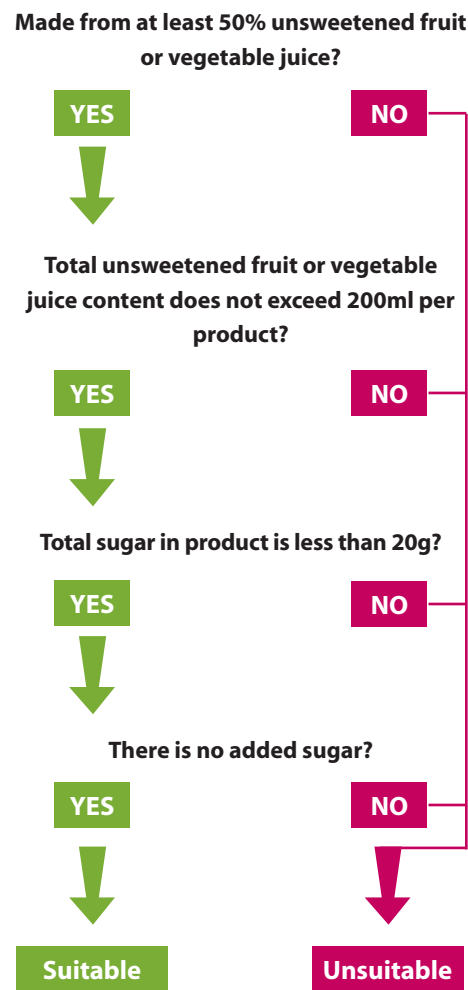 Made from at least 50% unsweetened fruit
or vegetable juice?
YES
NO
Total unsweetened fruit or vegetable
juice content does not exceed 200ml per
product?
YES
NO
Total sugar in product is less than 20g?
YES
NO
There is no added sugar?
YES
NO
Suitable
Unsuitable